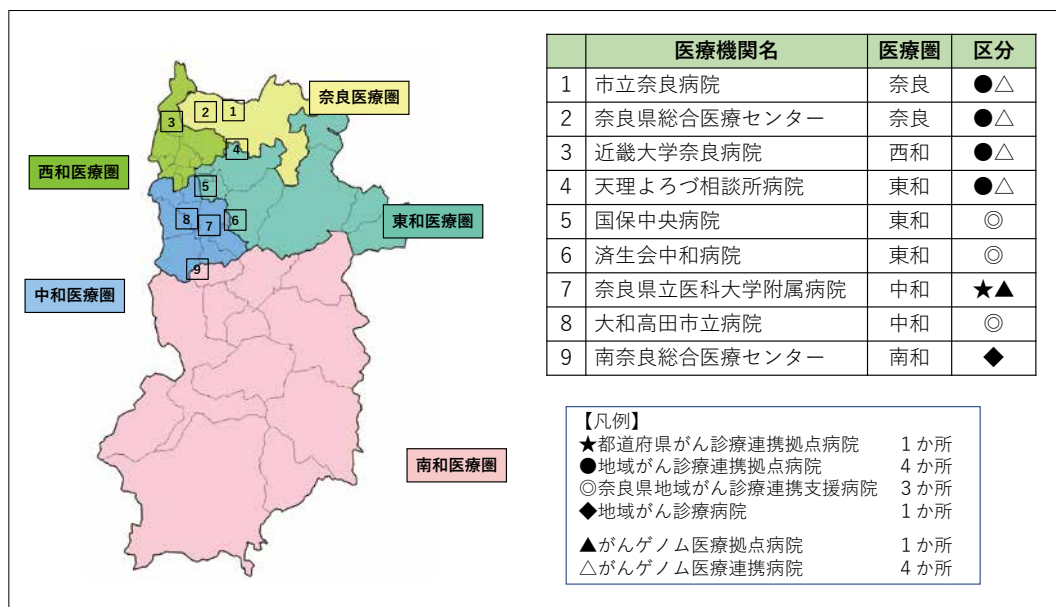 奈良医療圏
西和医療圏
東和医療圏
中和医療圏
南和医療圏
1
2
3
4
5
6
7
8
9
医療機関名 医療圏 区分
1 市立奈良病院 奈良 ●△
2 奈良県総合医療センター 奈良 ●△
3 近畿大学奈良病院 西和 ●△
4 天理よろづ相談所病院 東和 ●△
5 国保中央病院 東和 ◎
6 済生会中和病院 東和 ◎
7 奈良県立医科大学附属病院 中和 ★▲
8 大和高田市立病院 中和 ◎
9 南奈良総合医療センター 南和 ◆
【凡例】
★都道府県がん診療連携拠点病院 1か所
●地域がん診療連携拠点病院 4か所
◎奈良県地域がん診療連携支援病院 3か所
◆地域がん診療病院 1か所
▲がんゲノム医療拠点病院 1か所
△がんゲノム医療連携病院 4か所